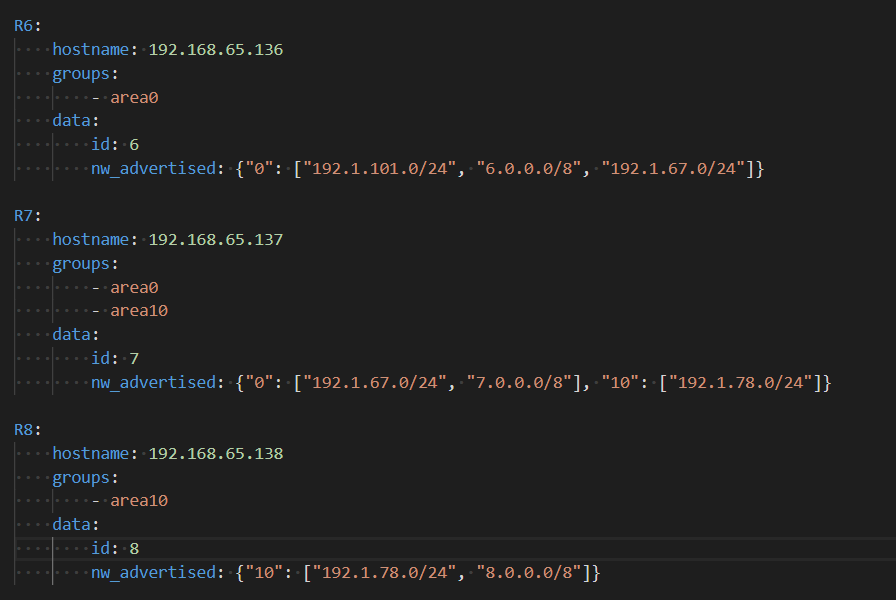 R6:
    hostname: 192.168.65.136
    groups:
        - area0
    data:
        id: 6
        nw_advertised: {"0": ["192.1.101.0/24", "6.0.0.0/8", "192.1.67.0/24"]}

R7:
    hostname: 192.168.65.137
    groups:
        - area0
        - area10
    data:
        id: 7
        nw_advertised: {"0": ["192.1.67.0/24", "7.0.0.0/8"], "10": ["192.1.78.0/24"]}

R8:
    hostname: 192.168.65.138
    groups:
        - area10
    data:
        id: 8
        nw_advertised: {"10": ["192.1.78.0/24", "8.0.0.0/8"]}